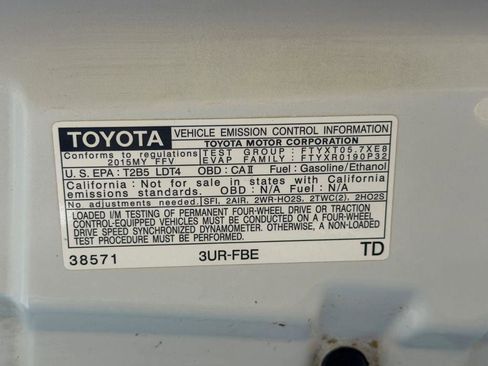 TOYOTA VEHICLE EMISSION CONTROL INFORMATION
TOYOTA MOTOR CORPORATION
Conforms to regulations TEST GROUP : FTYXT05.7XE8
2015MY FFV EVAP FAMILY : FTYXR0190P32
U.S. EPA : T2B5 LDT4 OBD : CAII Fuel : Gasoline/Ethanol
California : Not for sale in states with California
emissions standards. OBD : N/A Fuel : N/A
No adjustments needed. SFI, 2AIR, 2WR-HO2S, 2TWC(2), 2HO2S
LOADED I/M TESTING OF PERMANENT FOUR-WHEEL DRIVE OR TRACTION
CONTROL-EQUIPPED VEHICLES MUST BE CONDUCTED ON A FOUR-WHEEL
DRIVE SPEED SYNCHRONIZED DYNAMOMETER. OTHERWISE, A NON-LOADED
TEST PROCEDURE MUST BE PERFORMED.
38571 3UR-FBE TD